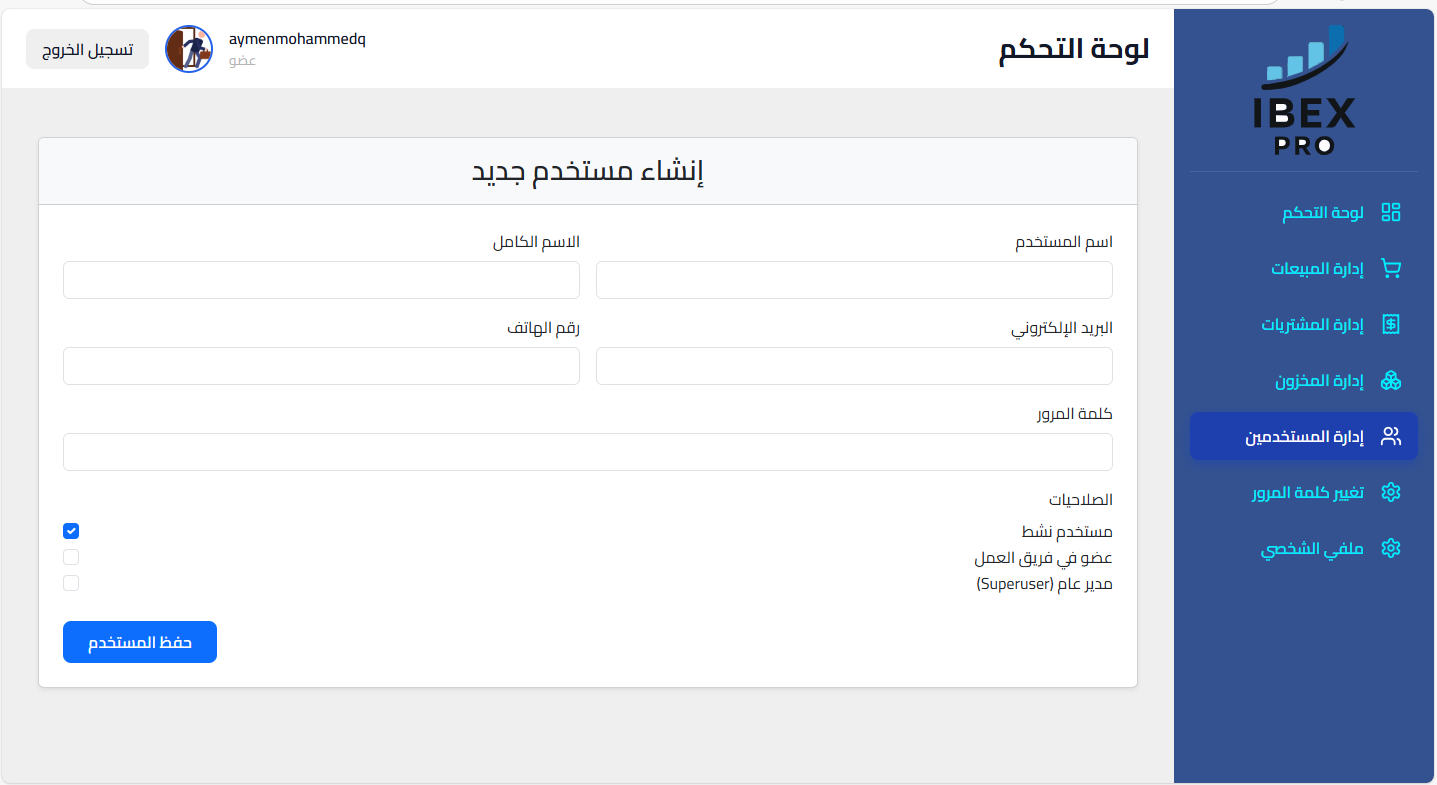 IBEX
PRO
لوحة التحكم
إدارة المبيعات
إدارة المشتريات
إدارة المخزون
إدارة المستخدمين
تغيير كلمة المرور
ملفي الشخصي
لوحة التحكم
aymenmohammedq
عضو
تسجيل الخروج
إنشاء مستخدم جديد
اسم المستخدم
الاسم الكامل
البريد الإلكتروني
رقم الهاتف
كلمة المرور
الصلاحيات
مستخدم نشط
عضو في فريق العمل
مدير عام (Superuser)
حفظ المستخدم